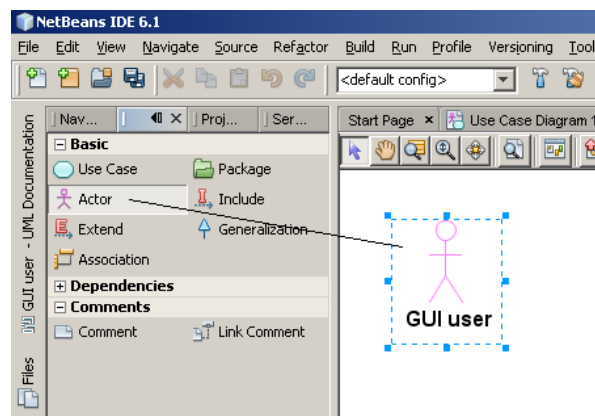 NetBeans IDE 6.1
File Edit View Navigate Source Refactor Build Run Profile Versioning Tool
<default config>
Nav... Proj... Ser... Start Page Use Case Diagram 1
Basic
Use Case Package
Actor Include
Extend Generalization
Association
Dependencies
Comments
Comment Link Comment
GUI user
GUI user - UML Documentation
Files